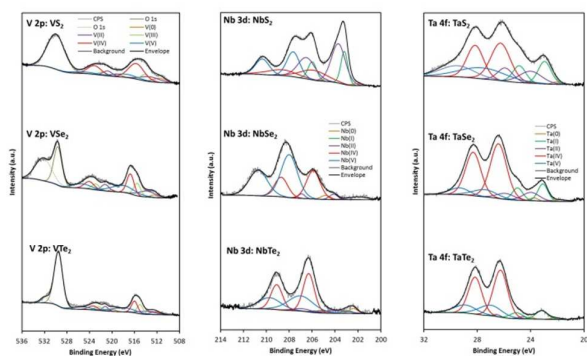 V 2p: VS2
CPS
O 1s
V(II)
V(IV)
Background
O 1s
V(0)
V(III)
V(V)
Envelope
V 2p: VSe2
V 2p: VTe2
Intensity (a.u.)
536 532 528 524 520 516 512 508
Binding Energy (eV)
Nb 3d: NbS2
Nb 3d: NbSe2
CPS
Nb(0)
Nb(I)
Nb(II)
Nb(IV)
Nb(V)
Background
Envelope
Nb 3d: NbTe2
Intensity (a.u.)
214 212 210 208 206 204 202 200
Binding Energy (eV)
Ta 4f: TaS2
Ta 4f: TaSe2
CPS
Ta(0)
Ta(I)
Ta(II)
Ta(IV)
Ta(V)
Background
Envelope
Ta 4f: TaTe2
Intensity (a.u.)
31 28 25 22
Binding Energy (eV)